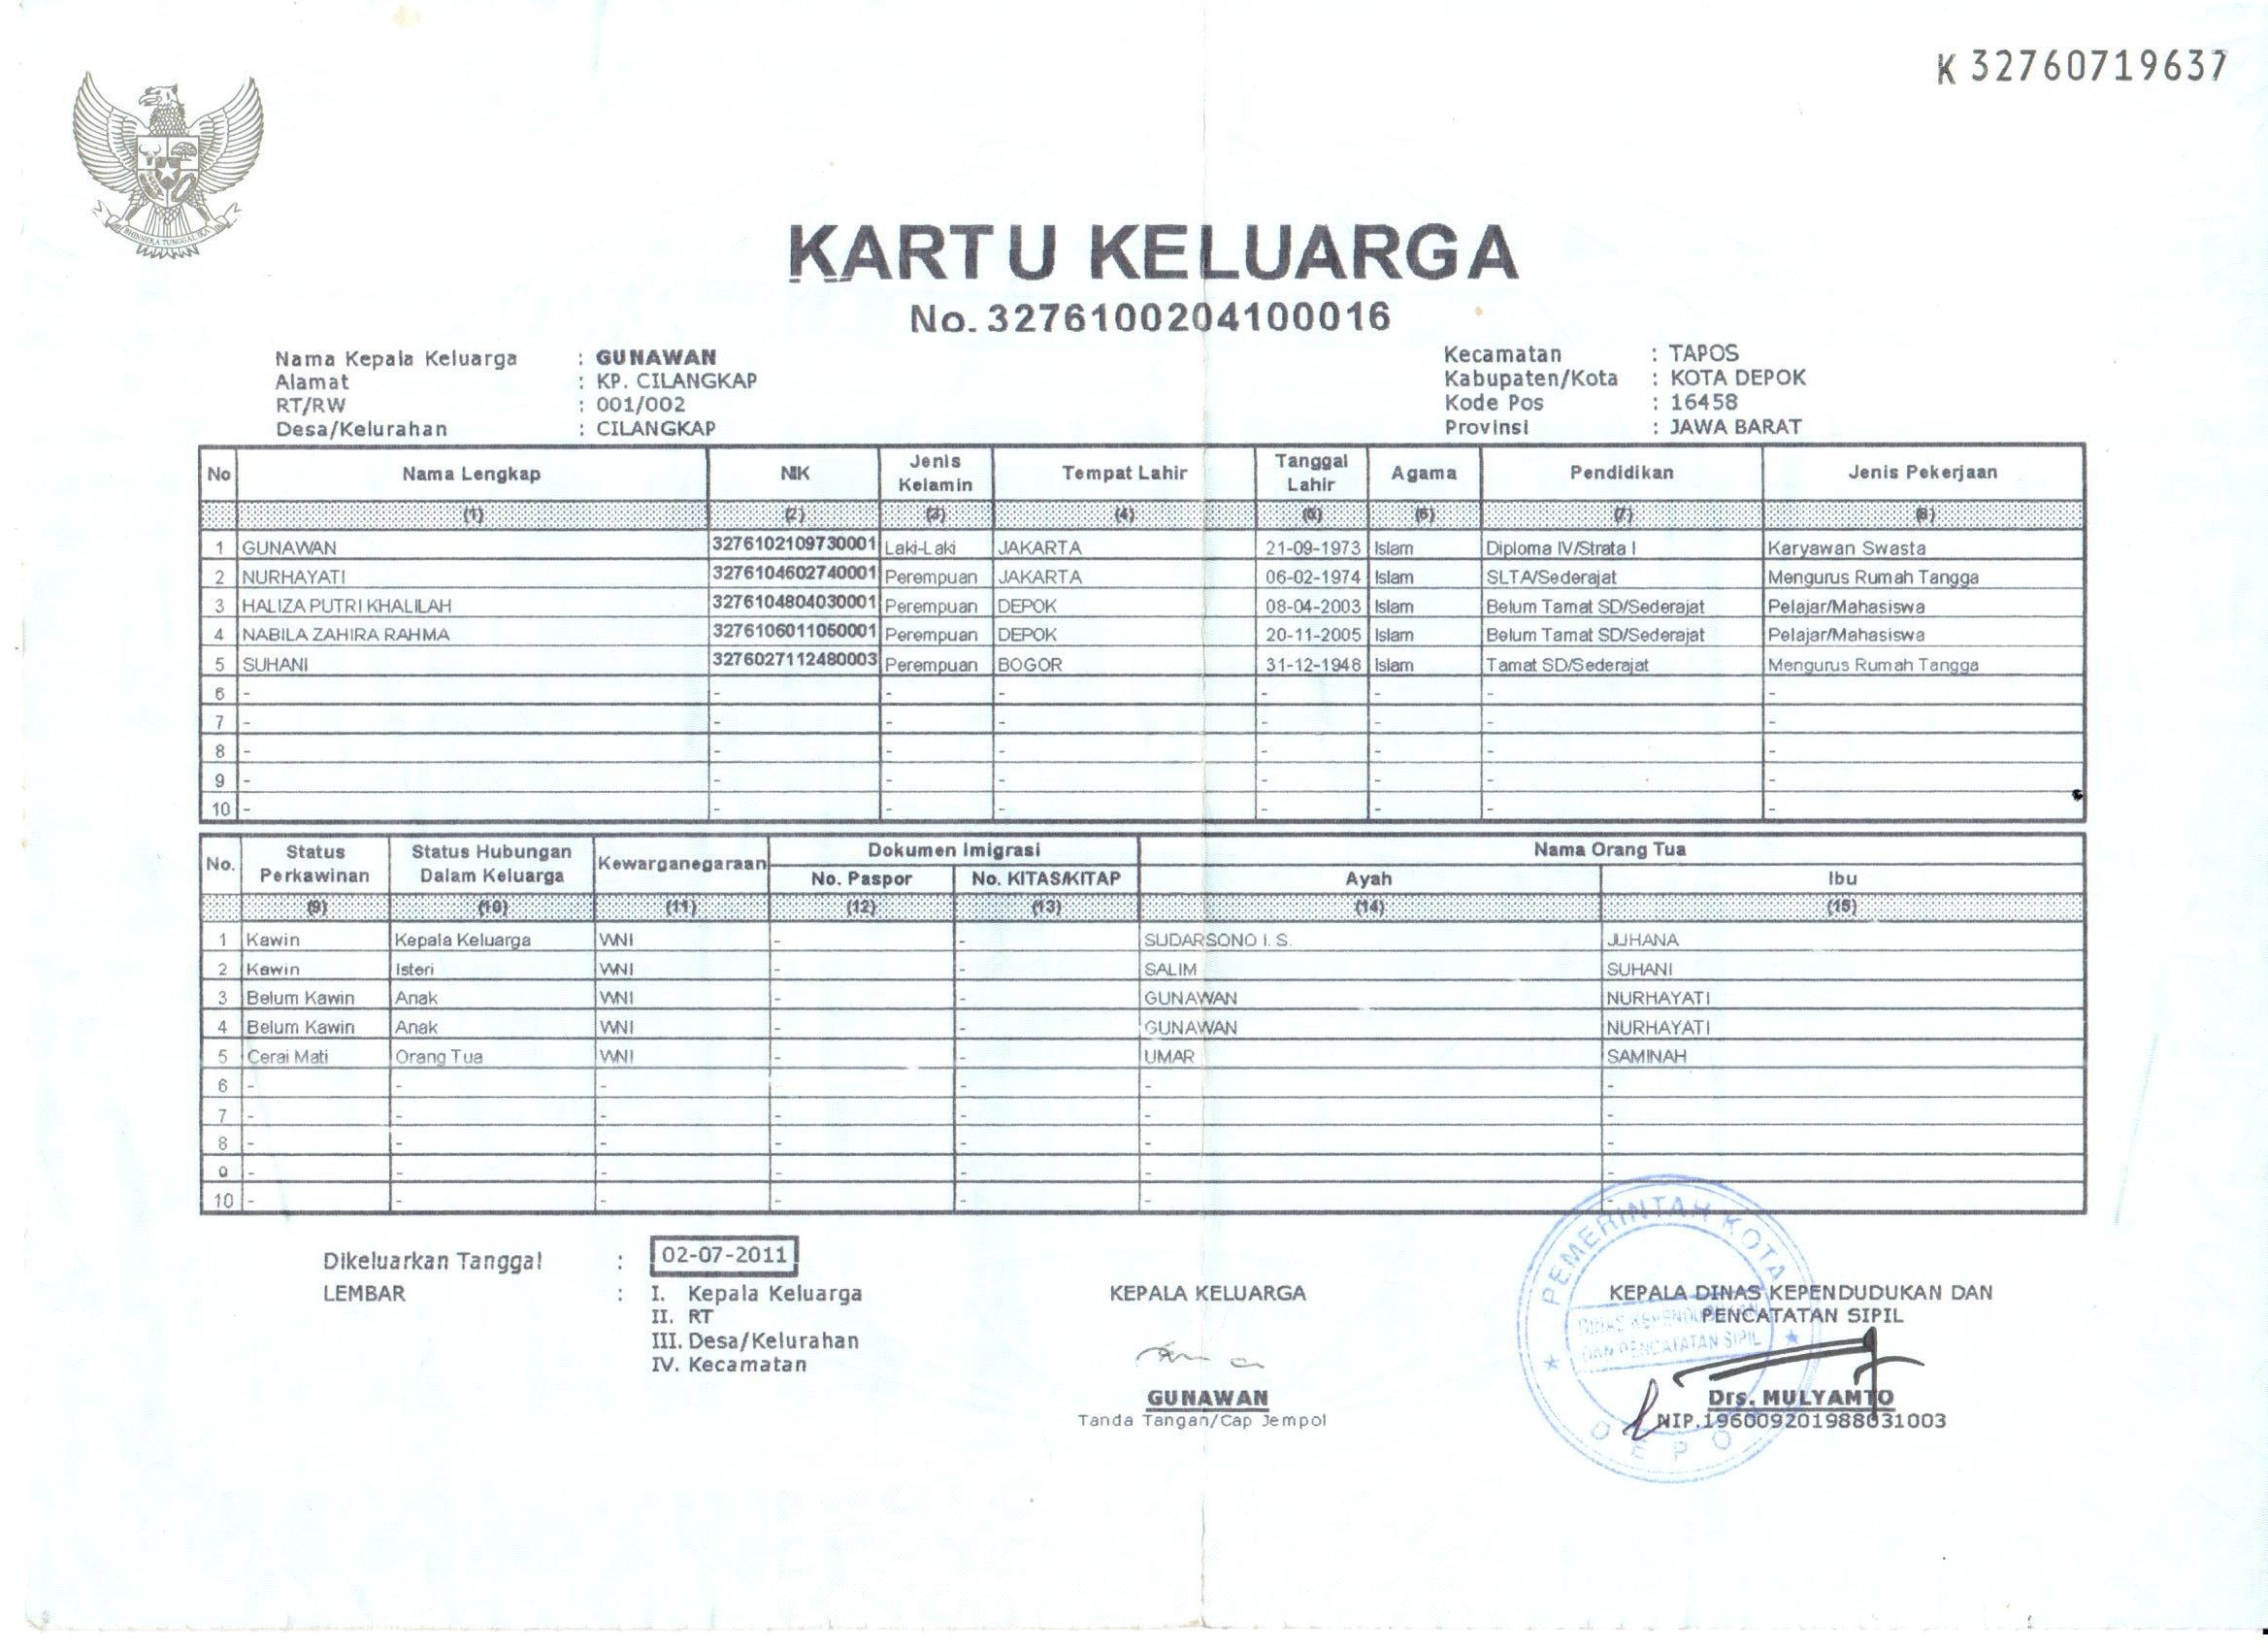 K 32760719637
BHINNEKA TUNGGAL IKA
KARTU KELUARGA
No. 3276100204100016
Nama Kepala Keluarga : GUNAWAN
Alamat : KP. CILANGKAP
RT/RW : 001/002
Desa/Kelurahan : CILANGKAP
Kecamatan : TAPOS
Kabupaten/Kota : KOTA DEPOK
Kode Pos : 16458
Provinsi : JAWA BARAT
No Nama Lengkap NIK Jenis Kelamin Tempat Lahir Tanggal Lahir Agama Pendidikan Jenis Pekerjaan
(1) (2) (3) (4) (5) (6) (7) (8)
1 GUNAWAN 3276102109730001 Laki-Laki JAKARTA 21-09-1973 Islam Diploma IV/Strata I Karyawan Swasta
2 NURHAYATI 3276104602740001 Perempuan JAKARTA 06-02-1974 Islam SLTA/Sederajat Mengurus Rumah Tangga
3 HALIZA PUTRI KHALILAH 3276104804030001 Perempuan DEPOK 08-04-2003 Islam Belum Tamat SD/Sederajat Pelajar/Mahasiswa
4 NABILA ZAHIRA RAHMA 3276106011050001 Perempuan DEPOK 20-11-2005 Islam Belum Tamat SD/Sederajat Pelajar/Mahasiswa
5 SUHANI 3276027112480003 Perempuan BOGOR 31-12-1948 Islam Tamat SD/Sederajat Mengurus Rumah Tangga
6 - - - - - - - -
7 - - - - - - - -
8 - - - - - - - -
9 - - - - - - - -
10 - - - - - - - -
No. Status Perkawinan Status Hubungan Dalam Keluarga Kewarganegaraan Dokumen Imigrasi Nama Orang Tua
No. Paspor No. KITAS/KITAP Ayah Ibu
(9) (10) (11) (12) (13) (14) (15)
1 Kawin Kepala Keluarga WNI - - SUDARSONO I. S. JUHANA
2 Kawin Isteri WNI - - SALIM SUHANI
3 Belum Kawin Anak WNI - - GUNAWAN NURHAYATI
4 Belum Kawin Anak WNI - - GUNAWAN NURHAYATI
5 Cerai Mati Orang Tua WNI - - UMAR SAMINAH
6 - - - - - - -
7 - - - - - - -
8 - - - - - - -
9 - - - - - - -
10 - - - - - - -
Dikeluarkan Tanggal : 02-07-2011
LEMBAR : I. Kepala Keluarga
II. RT
III. Desa/Kelurahan
IV. Kecamatan
KEPALA KELUARGA
GUNAWAN
Tanda Tangan/Cap Jempol
KEPALA DINAS KEPENDUDUKAN DAN
PENCATATAN SIPIL
Drs. MULYAMTO
NIP.196009201988031003
PEMERINTAH KOTA
DINAS KEPENDUDUKAN
DAN PENCATATAN SIPIL